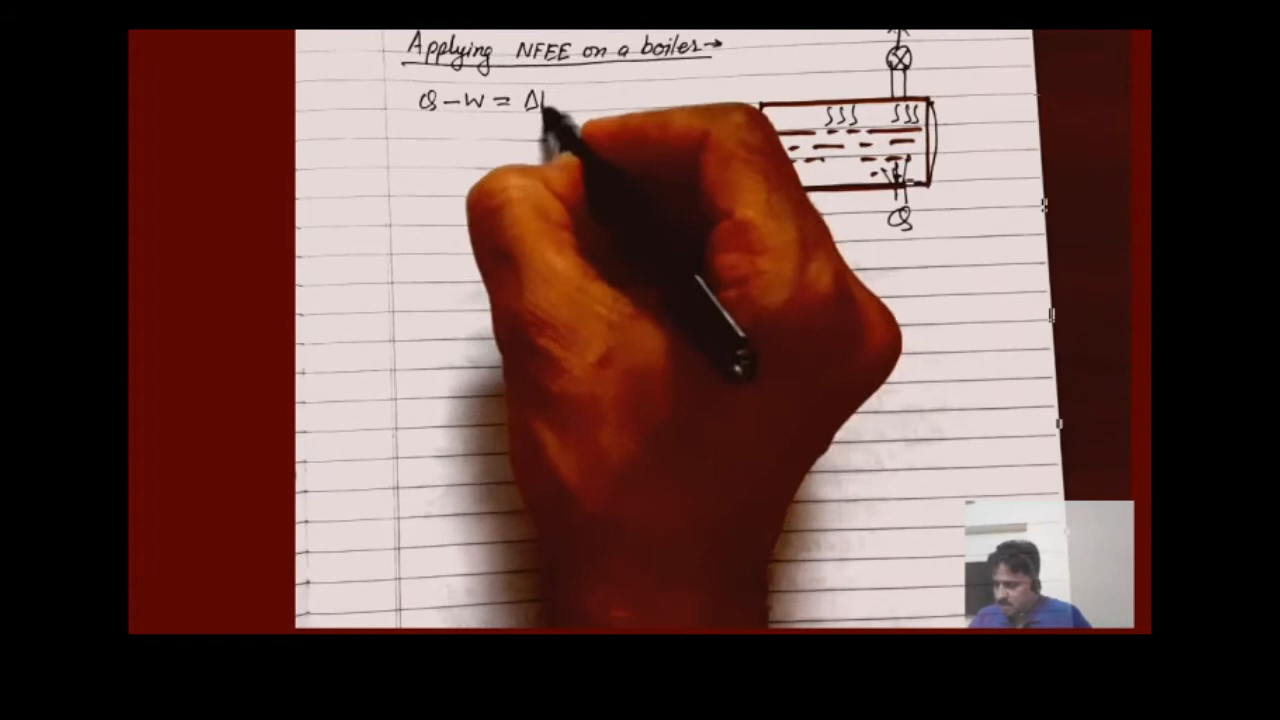 Applying NFEE on a boiler→
Q - W = Δ
Q